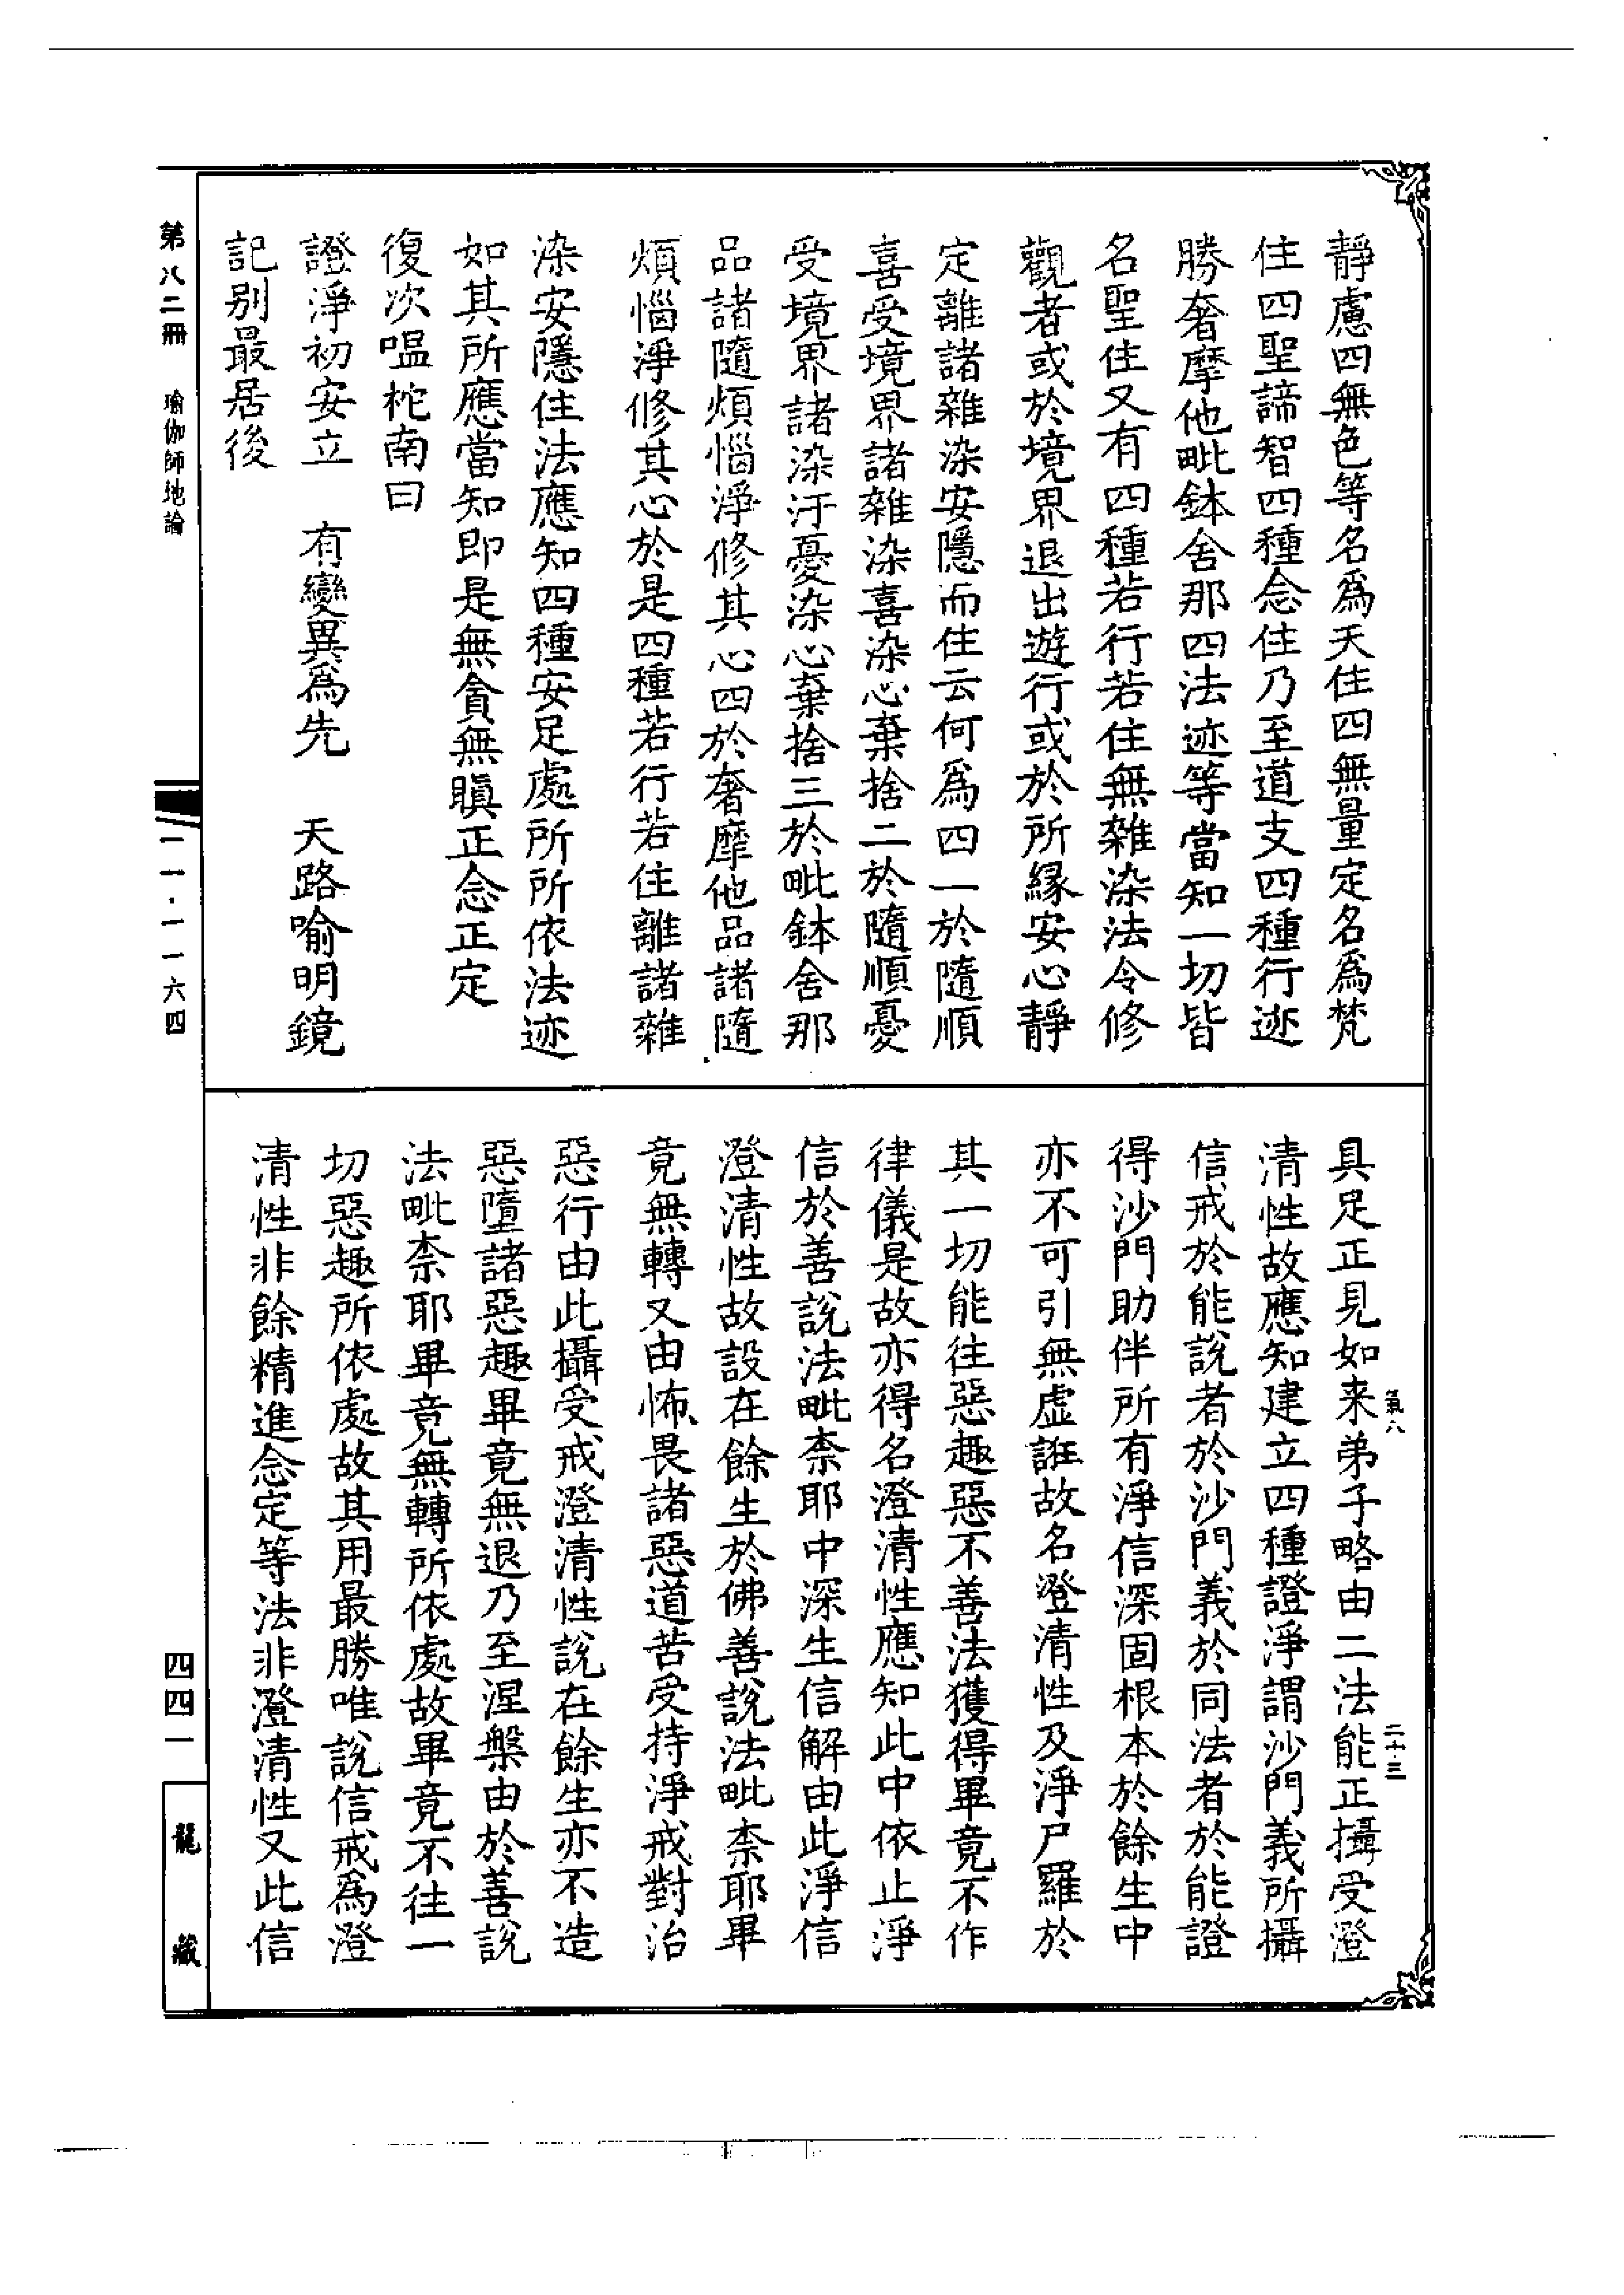 靜慮四無色等名爲天住四無量定名爲梵
住四聖諦智四種念住乃至道支四種行迹
勝奢摩他毗鉢舍那四法迹等當知一切皆
名聖住又有四種若行若住無雜染法令修
觀者或於境界退出遊行或於所緣安心靜
定離諸雜染安隱而住云何爲四一於隨順
喜受境界諸雜染喜染心棄捨二於隨順憂
受境界諸染汙憂染心棄捨三於毗鉢舍那
品諸隨煩惱淨修其心四於奢摩他品諸隨
煩惱淨修其心於是四種若行若住離諸雜
染安隱住法應知四種安足處所所依法迹
如其所應當知即是無貪無瞋正念正定
復次嗢柁南曰
證淨初安立　有變異爲先　天路喻明鏡
記别最居後
具足正見如来弟子略由二法能正攝受澄
清性故應知建立四種證淨謂沙門義所攝
信戒於能說者於沙門義於同法者於能證
得沙門助伴所有淨信深固根本於餘生中
亦不可引無虛誑故名澄清性及淨尸羅於
其一切能往惡趣惡不善法獲得畢竟不作
律儀是故亦得名澄清性應知此中依止淨
信於善說法毗柰耶中深生信解由此淨信
澄清性故設在餘生於佛善說法毗柰耶畢
竟無轉又由怖畏諸惡道苦受持淨戒對治
惡行由此攝受戒澄清性說在餘生亦不造
惡墮諸惡趣畢竟無退乃至涅槃由於善說
法毗柰耶畢竟無轉所依處故畢竟不往一
切惡趣所依處故其用最勝唯說信戒爲澄
清性非餘精進念定等法非澄清性又此信
二十三
第八二冊　瑜伽師地論
一一·一一六四
四四一
龍藏